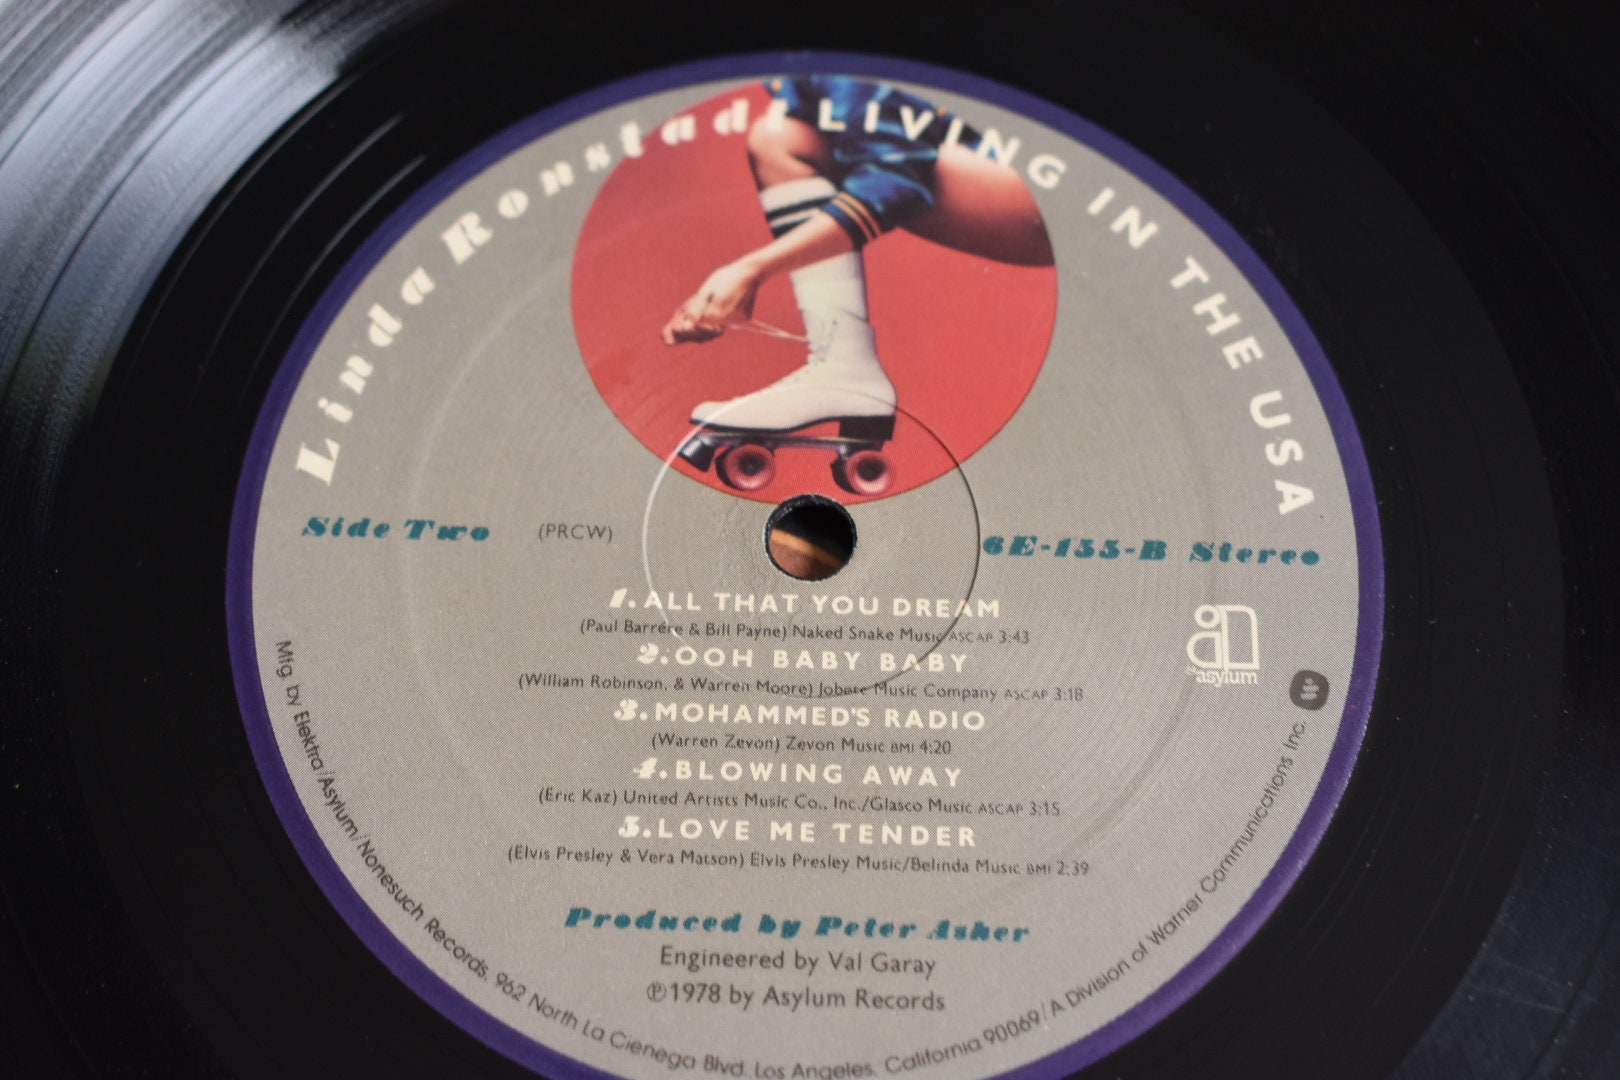 Linda Ronstadt LIVING IN THE USA
Side Two (PRCW) 6E-155-B Stereo
1. ALL THAT YOU DREAM
(Paul Barrére & Bill Payne) Naked Snake Music ASCAP 3:43
2. OOH BABY BABY
(William Robinson, & Warren Moore) Jobete Music Company ASCAP 3:18
3. MOHAMMED'S RADIO
(Warren Zevon) Zevon Music BMI 4:20
4. BLOWING AWAY
(Eric Kaz) United Artists Music Co., Inc./Glasco Music ASCAP 3:15
5. LOVE ME TENDER
(Elvis Presley & Vera Matson) Elvis Presley Music/Belinda Music BMI 2:39
Produced by Peter Asher
Engineered by Val Garay
℗1978 by Asylum Records
asylum
Mfg by Elektra/Asylum/Nonesuch Records, 962 North La Cienega Blvd. Los Angeles, California 90069/A Division of Warner Communications Inc.